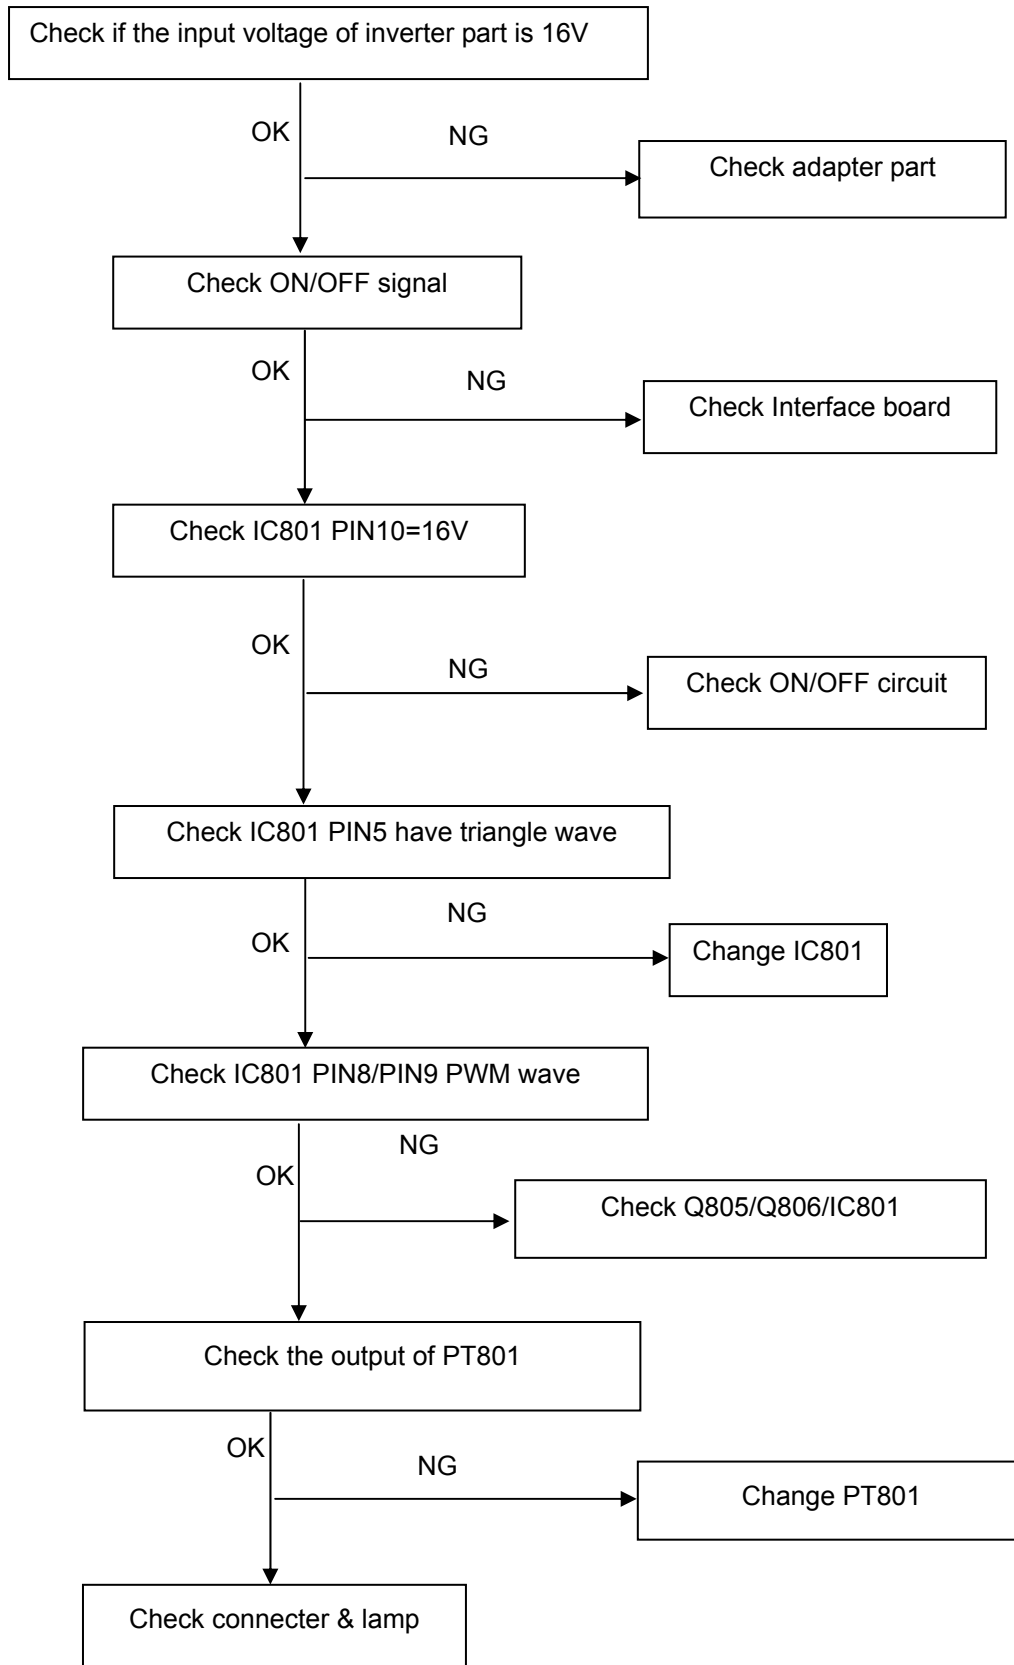 Check if the input voltage of inverter part is 16V
OK
NG
Check adapter part
Check ON/OFF signal
OK
NG
Check Interface board
Check IC801 PIN10=16V
OK
NG
Check ON/OFF circuit
Check IC801 PIN5 have triangle wave
NG
OK
Change IC801
Check IC801 PIN8/PIN9 PWM wave
NG
OK
Check Q805/Q806/IC801
Check the output of PT801
OK
NG
Change PT801
Check connecter & lamp